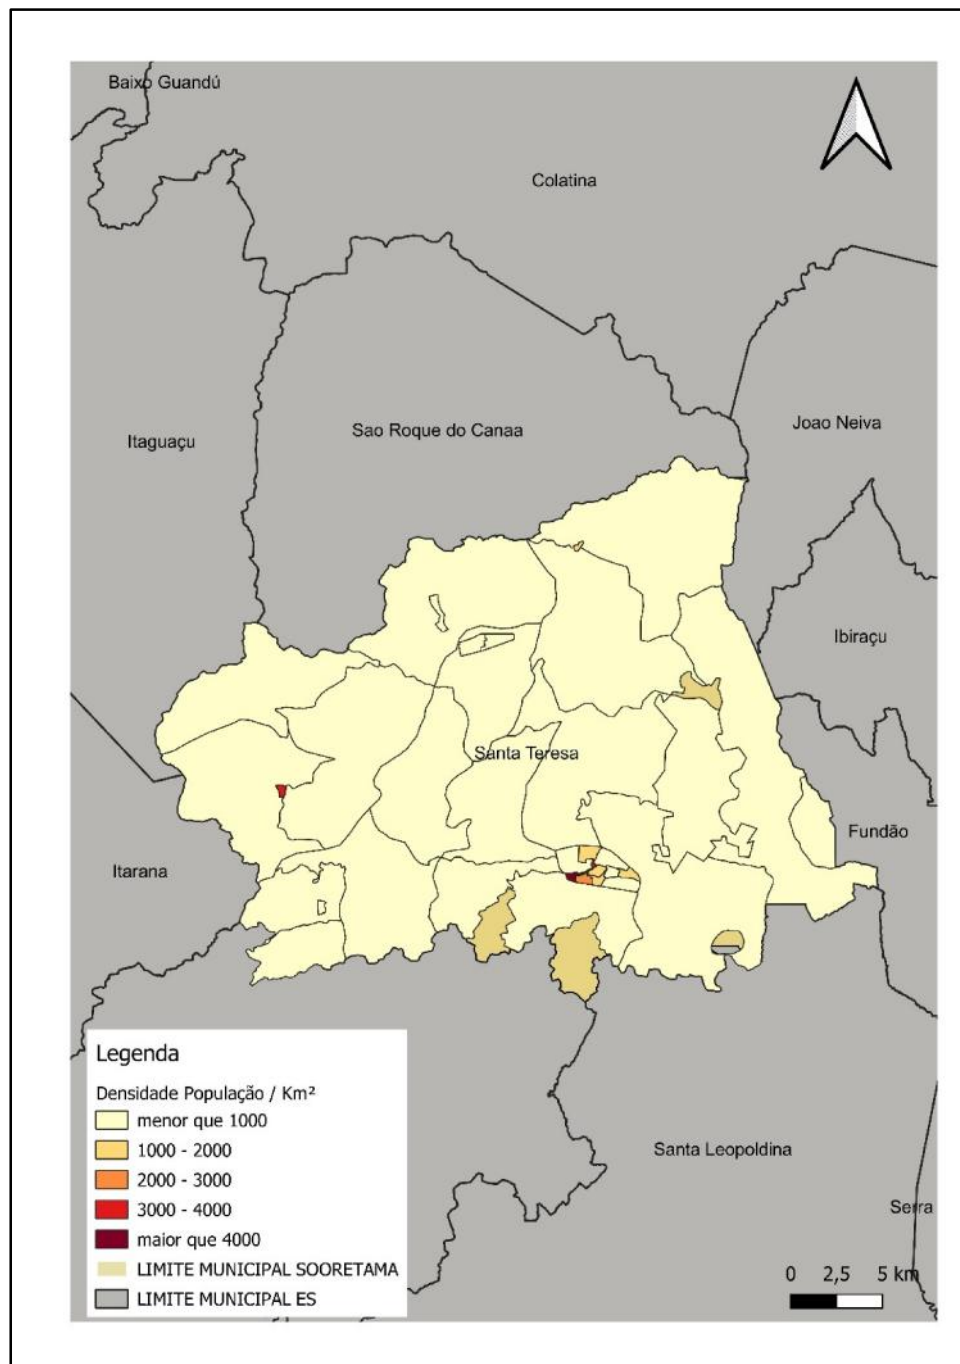 Baixo Guandú
Colatina
Joao Neiva
Sao Roque do Canaa
Itaguaçu
Ibiraçu
Santa Teresa
Fundão
Itarana
Legenda
Densidade População / Km²
menor que 1000
1000 - 2000
2000 - 3000
3000 - 4000
maior que 4000
LIMITE MUNICIPAL SOORETAMA
LIMITE MUNICIPAL ES
Santa Leopoldina
Serra
0 2,5 5 km